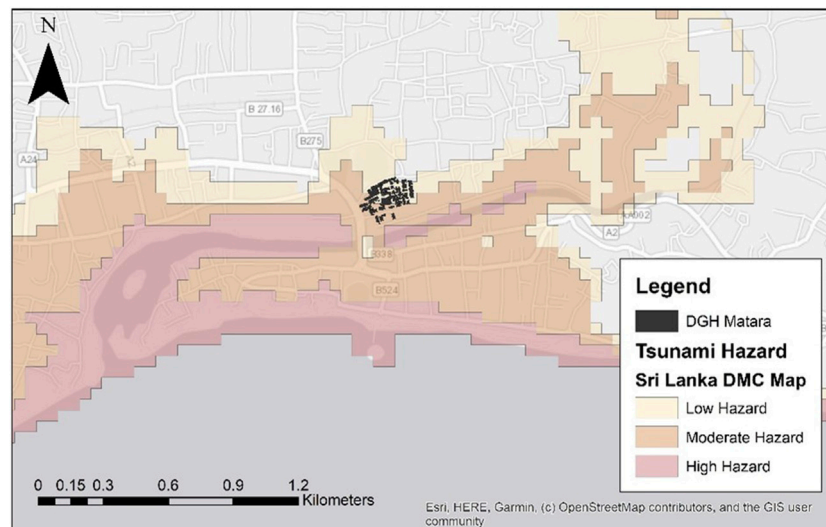 N
B 27.16
B275
A24
AA002
A2
B338
B524
Legend
DGH Matara
Tsunami Hazard
Sri Lanka DMC Map
Low Hazard
Moderate Hazard
High Hazard
0 0.15 0.3 0.6 0.9 1.2
Kilometers
Esri, HERE, Garmin, (c) OpenStreetMap contributors, and the GIS user
community